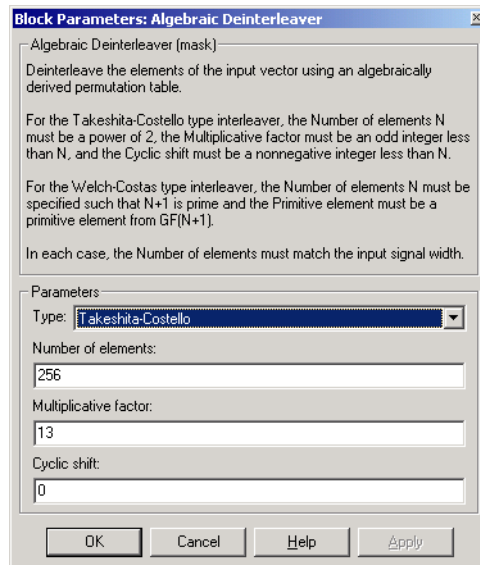 Block Parameters: Algebraic Deinterleaver
Algebraic Deinterleaver (mask)
Deinterleave the elements of the input vector using an algebraically
derived permutation table.
For the Takeshita-Costello type interleaver, the Number of elements N
must be a power of 2, the Multiplicative factor must be an odd integer less
than N, and the Cyclic shift must be a nonnegative integer less than N.
For the Welch-Costas type interleaver, the Number of elements N must be
specified such that N+1 is prime and the Primitive element must be a
primitive element from GF(N+1).
In each case, the Number of elements must match the input signal width.
Parameters
Type: Takeshita-Costello
Number of elements:
256
Multiplicative factor:
13
Cyclic shift:
0
OK Cancel Help Apply